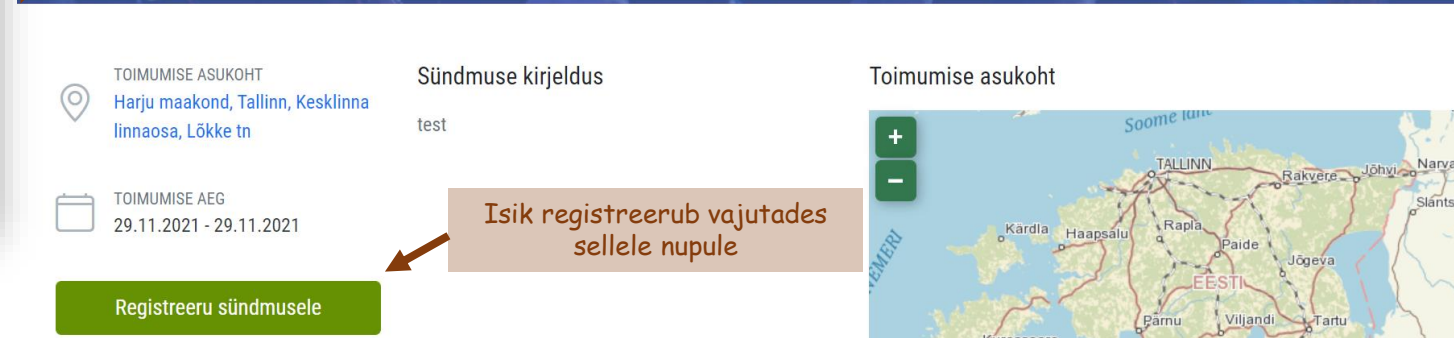 TOIMUMISE ASUKOHT
Harju maakond, Tallinn, Kesklinna
linnaosa, Lõkke tn
TOIMUMISE AEG
29.11.2021 - 29.11.2021
Registreeru sündmusele
Sündmuse kirjeldus
test
Isik registreerub vajutades
sellele nupule
Toimumise asukoht
+
−
Soome
TALLINN
Rakvere
Jõhvi
Narva
Slants
Kärdla
Haapsalu
Rapla
Paide
Jõgeva
EESTI
Pärnu
Viljandi
Tartu